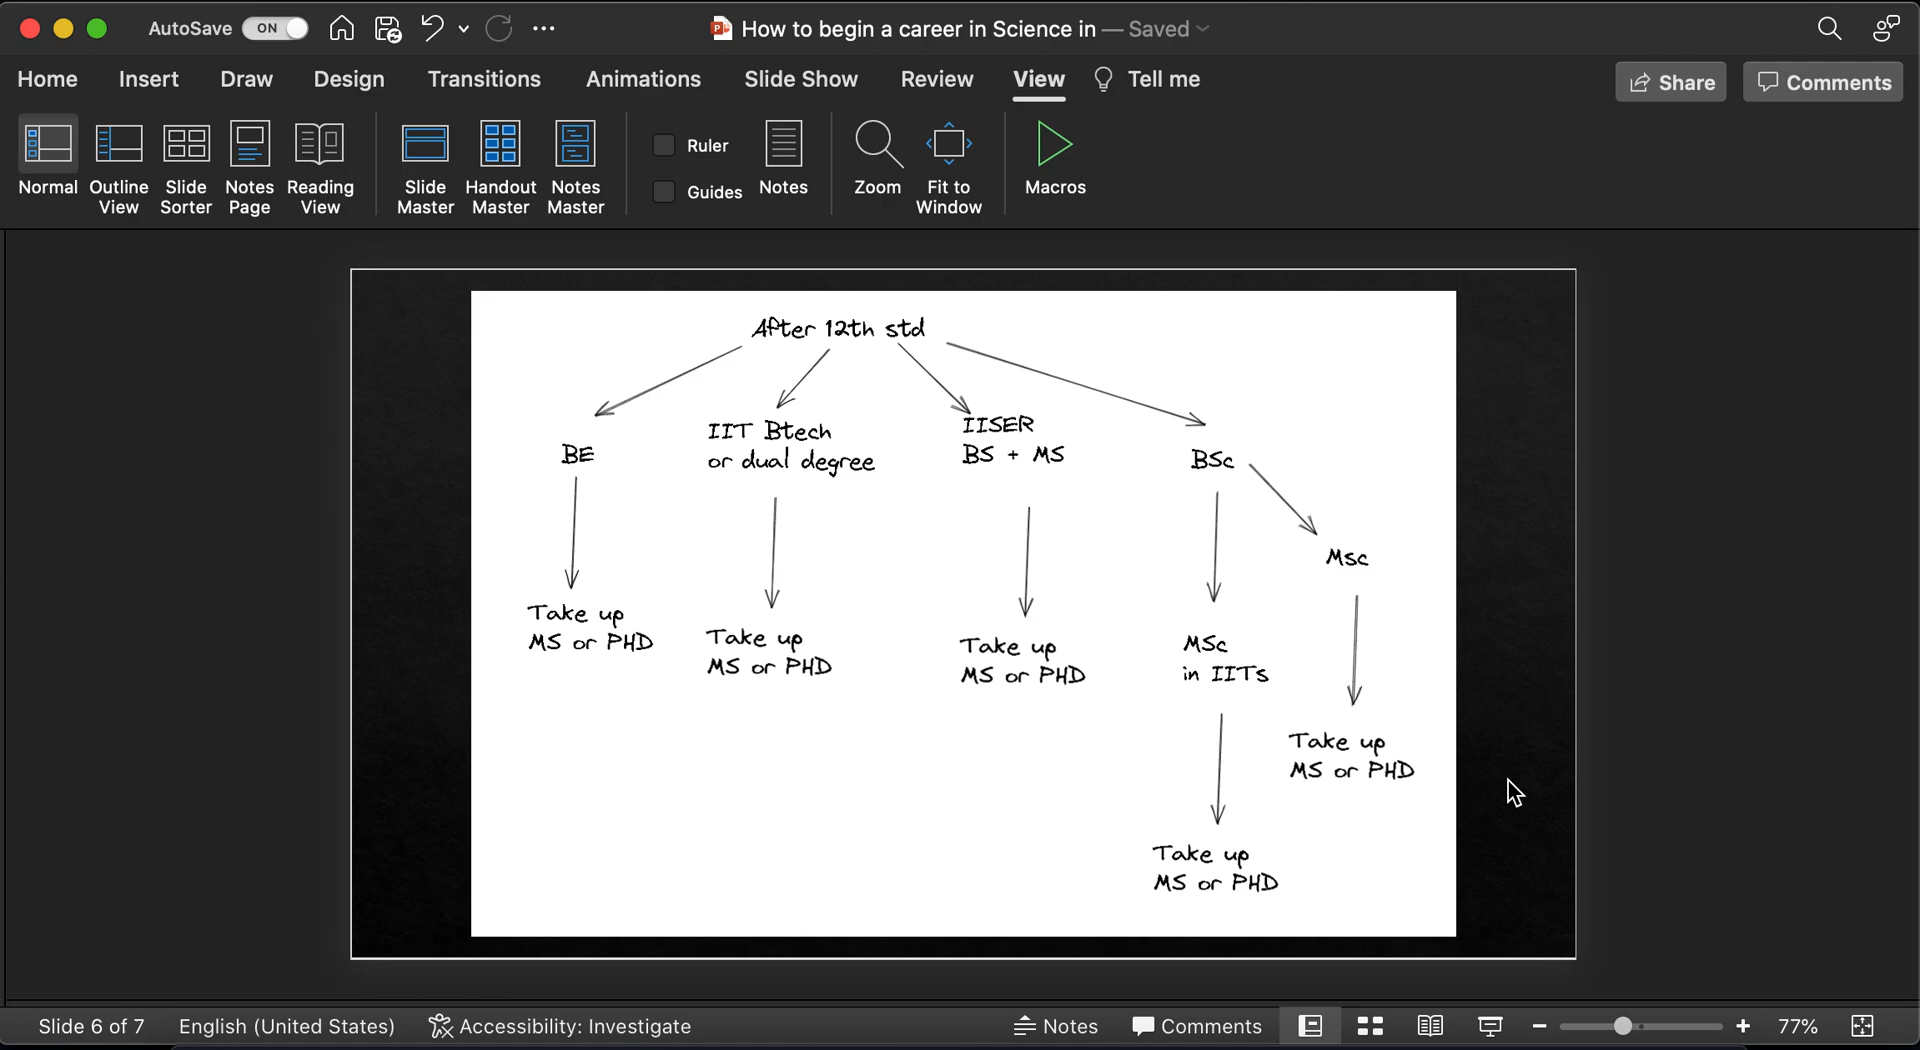 AutoSave ON
How to begin a career in Science in — Saved
Home Insert Draw Design Transitions Animations Slide Show Review View Tell me
Share Comments
Normal
Outline View
Slide Sorter
Notes Page
Reading View
Slide Master
Handout Master
Notes Master
Ruler
Guides
Notes
Zoom
Fit to Window
Macros
After 12th std
BE
IIT Btech
or dual degree
IISER
BS + MS
BSc
Msc
Take up
MS or PHD
Take up
MS or PHD
Take up
MS or PHD
MSc
in IITs
Take up
MS or PHD
Take up
MS or PHD
Slide 6 of 7 English (United States) Accessibility: Investigate Notes Comments 77%